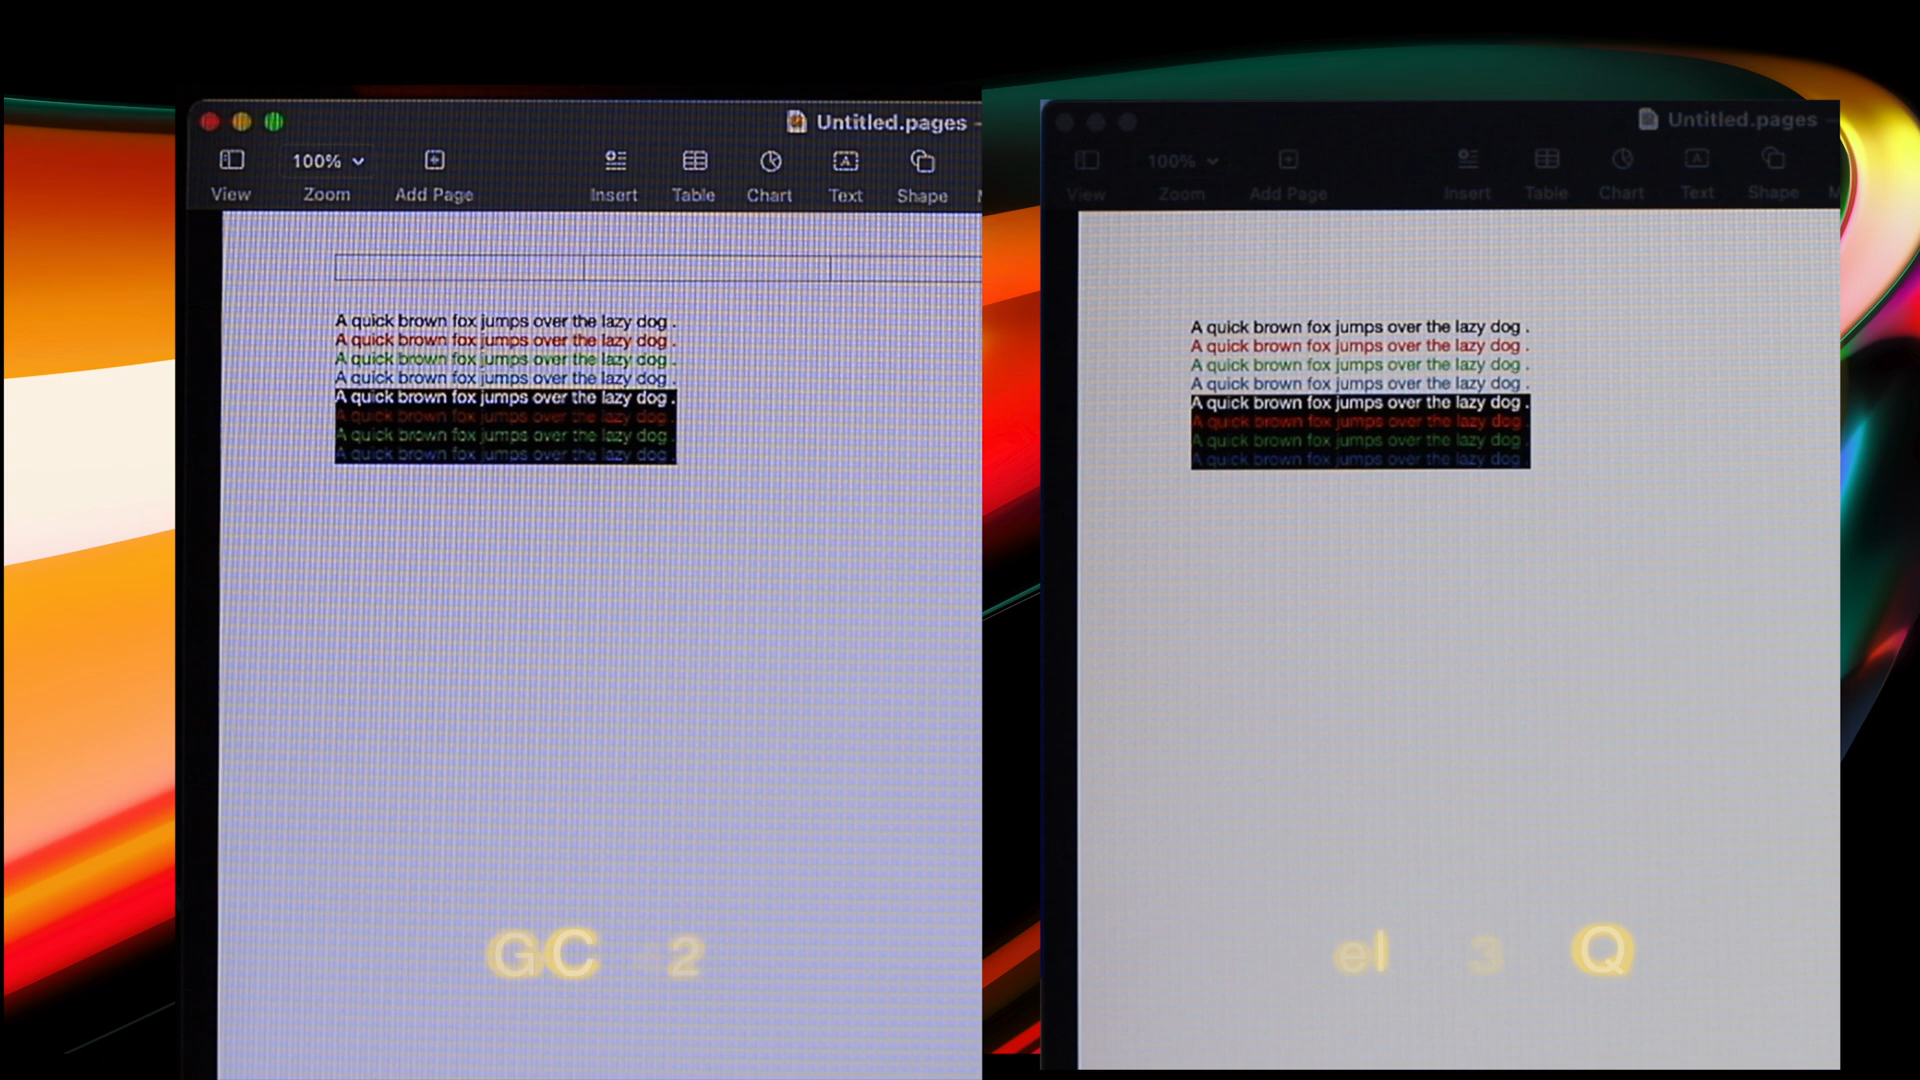 Untitled.pages
100%
View Zoom Add Page Insert Table Chart Text Shape
A quick brown fox jumps over the lazy dog .
A quick brown fox jumps over the lazy dog .
A quick brown fox jumps over the lazy dog .
A quick brown fox jumps over the lazy dog .
A quick brown fox jumps over the lazy dog .
A quick brown fox jumps over the lazy dog .
A quick brown fox jumps over the lazy dog .
A quick brown fox jumps over the lazy dog .
GC 2
Untitled.pages
100%
View Zoom Add Page Insert Table Chart Text Shape
A quick brown fox jumps over the lazy dog .
A quick brown fox jumps over the lazy dog .
A quick brown fox jumps over the lazy dog .
A quick brown fox jumps over the lazy dog .
A quick brown fox jumps over the lazy dog .
A quick brown fox jumps over the lazy dog .
A quick brown fox jumps over the lazy dog .
A quick brown fox jumps over the lazy dog .
el 3 Q